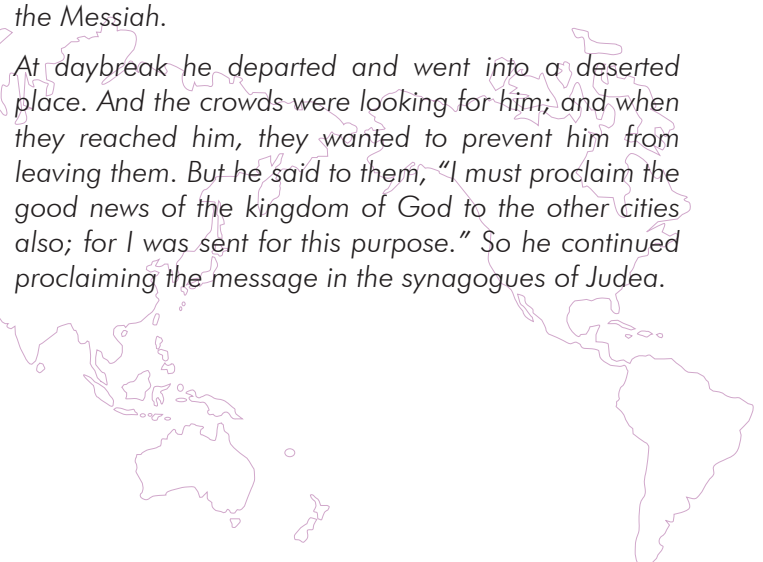 the Messiah.
At daybreak he departed and went into a deserted
place. And the crowds were looking for him; and when
they reached him, they wanted to prevent him from
leaving them. But he said to them, “I must proclaim the
good news of the kingdom of God to the other cities
also; for I was sent for this purpose.” So he continued
proclaiming the message in the synagogues of Judea.